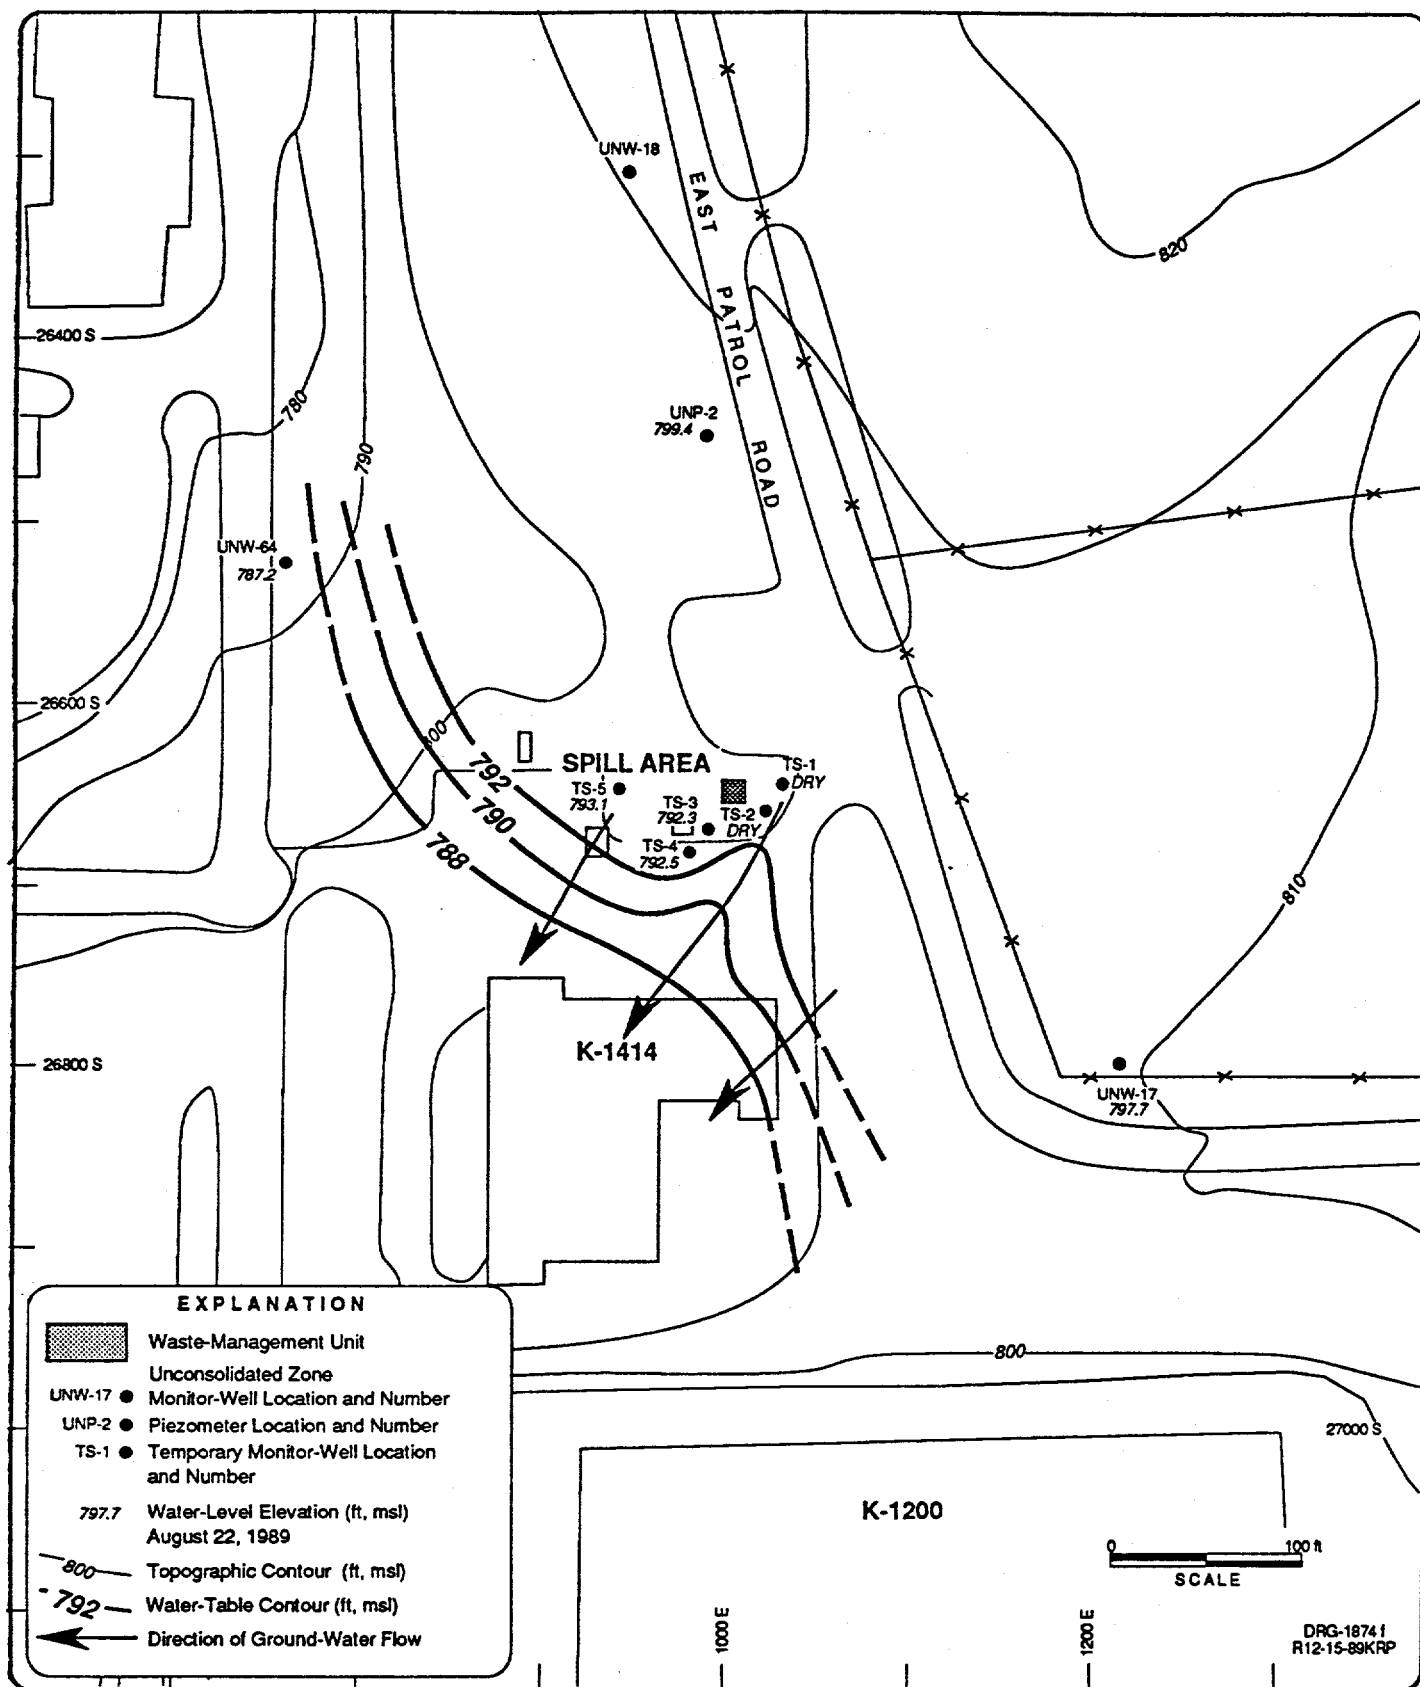 UNW-18
EAST PATROL ROAD
820
26400 S
780
UNP-2
799.4
790
UNW-64
787.2
26600 S
800
SPILL AREA
792
TS-1
DRY
TS-5
793.1
TS-3
792.3
TS-2
DRY
790
TS-4
792.5
788
810
26800 S
K-1414
UNW-17
797.7
800
27000 S
K-1200
0 100 ft
SCALE
1000 E
1200 E
DRG-1874 f
R12-15-89KRP
EXPLANATION
Waste-Management Unit
Unconsolidated Zone
UNW-17 Monitor-Well Location and Number
UNP-2 Piezometer Location and Number
TS-1 Temporary Monitor-Well Location
and Number
797.7 Water-Level Elevation (ft, msl)
August 22, 1989
800 Topographic Contour (ft, msl)
792 Water-Table Contour (ft, msl)
Direction of Ground-Water Flow